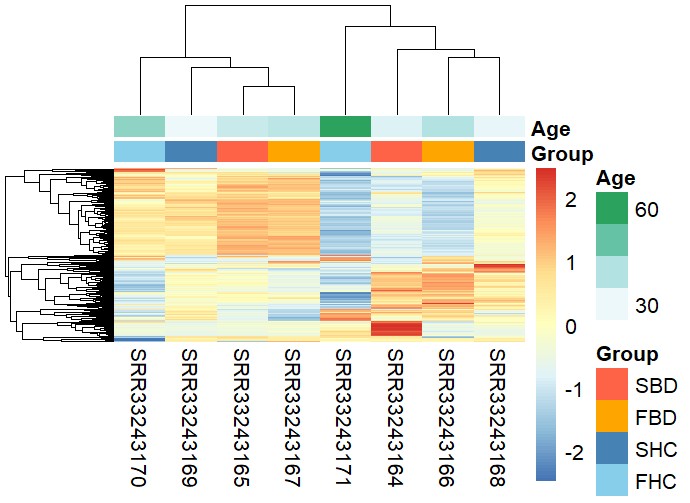 Age
Group
SRR33243170
SRR33243169
SRR33243165
SRR33243167
SRR33243171
SRR33243164
SRR33243166
SRR33243168
2
1
0
-1
-2
Age
60
30
Group
SBD
FBD
SHC
FHC